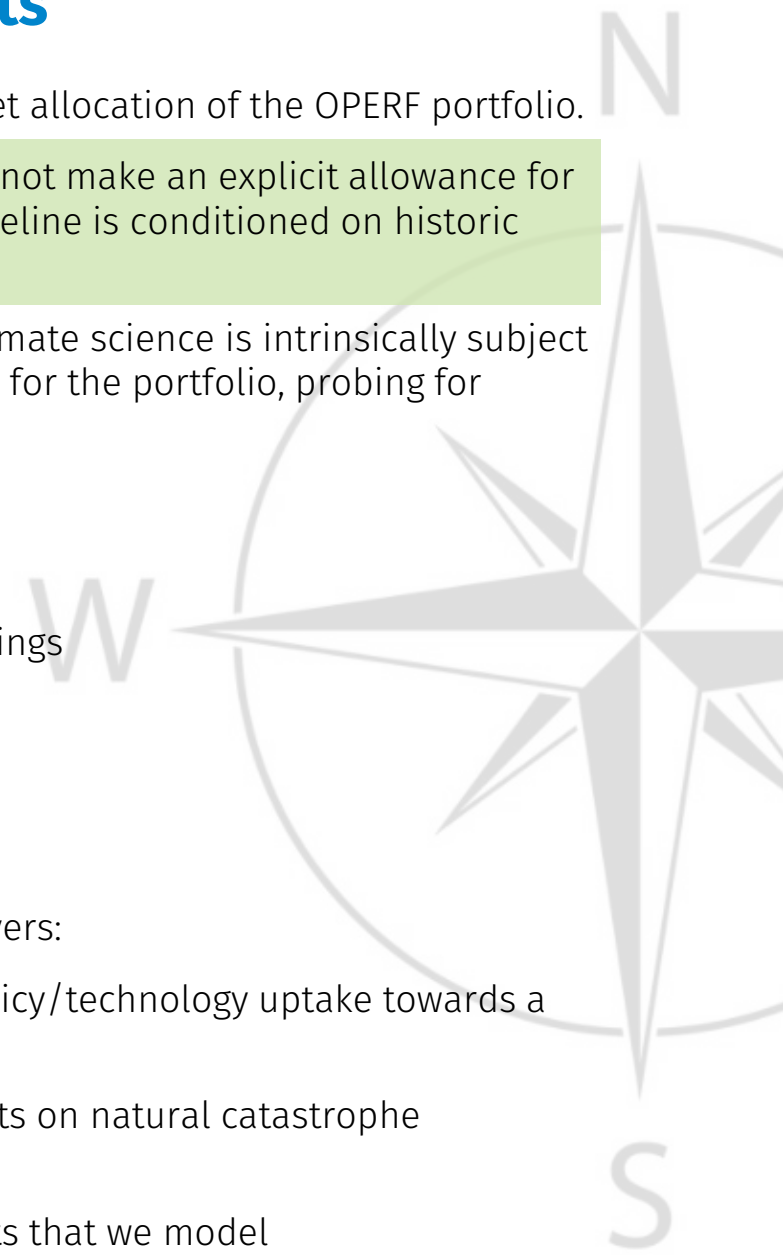 ts
et allocation of the OPERF portfolio.
not make an explicit allowance for
eline is conditioned on historic
mate science is intrinsically subject
for the portfolio, probing for
ings
vers:
icy/technology uptake towards a
ts on natural catastrophe
ts that we model
N
W
S